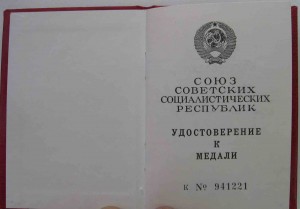 СОЮЗ
СОВЕТСКИХ
СОЦИАЛИСТИЧЕСКИХ
РЕСПУБЛИК
УДОСТОВЕРЕНИЕ
К
МЕДАЛИ
К № 941221